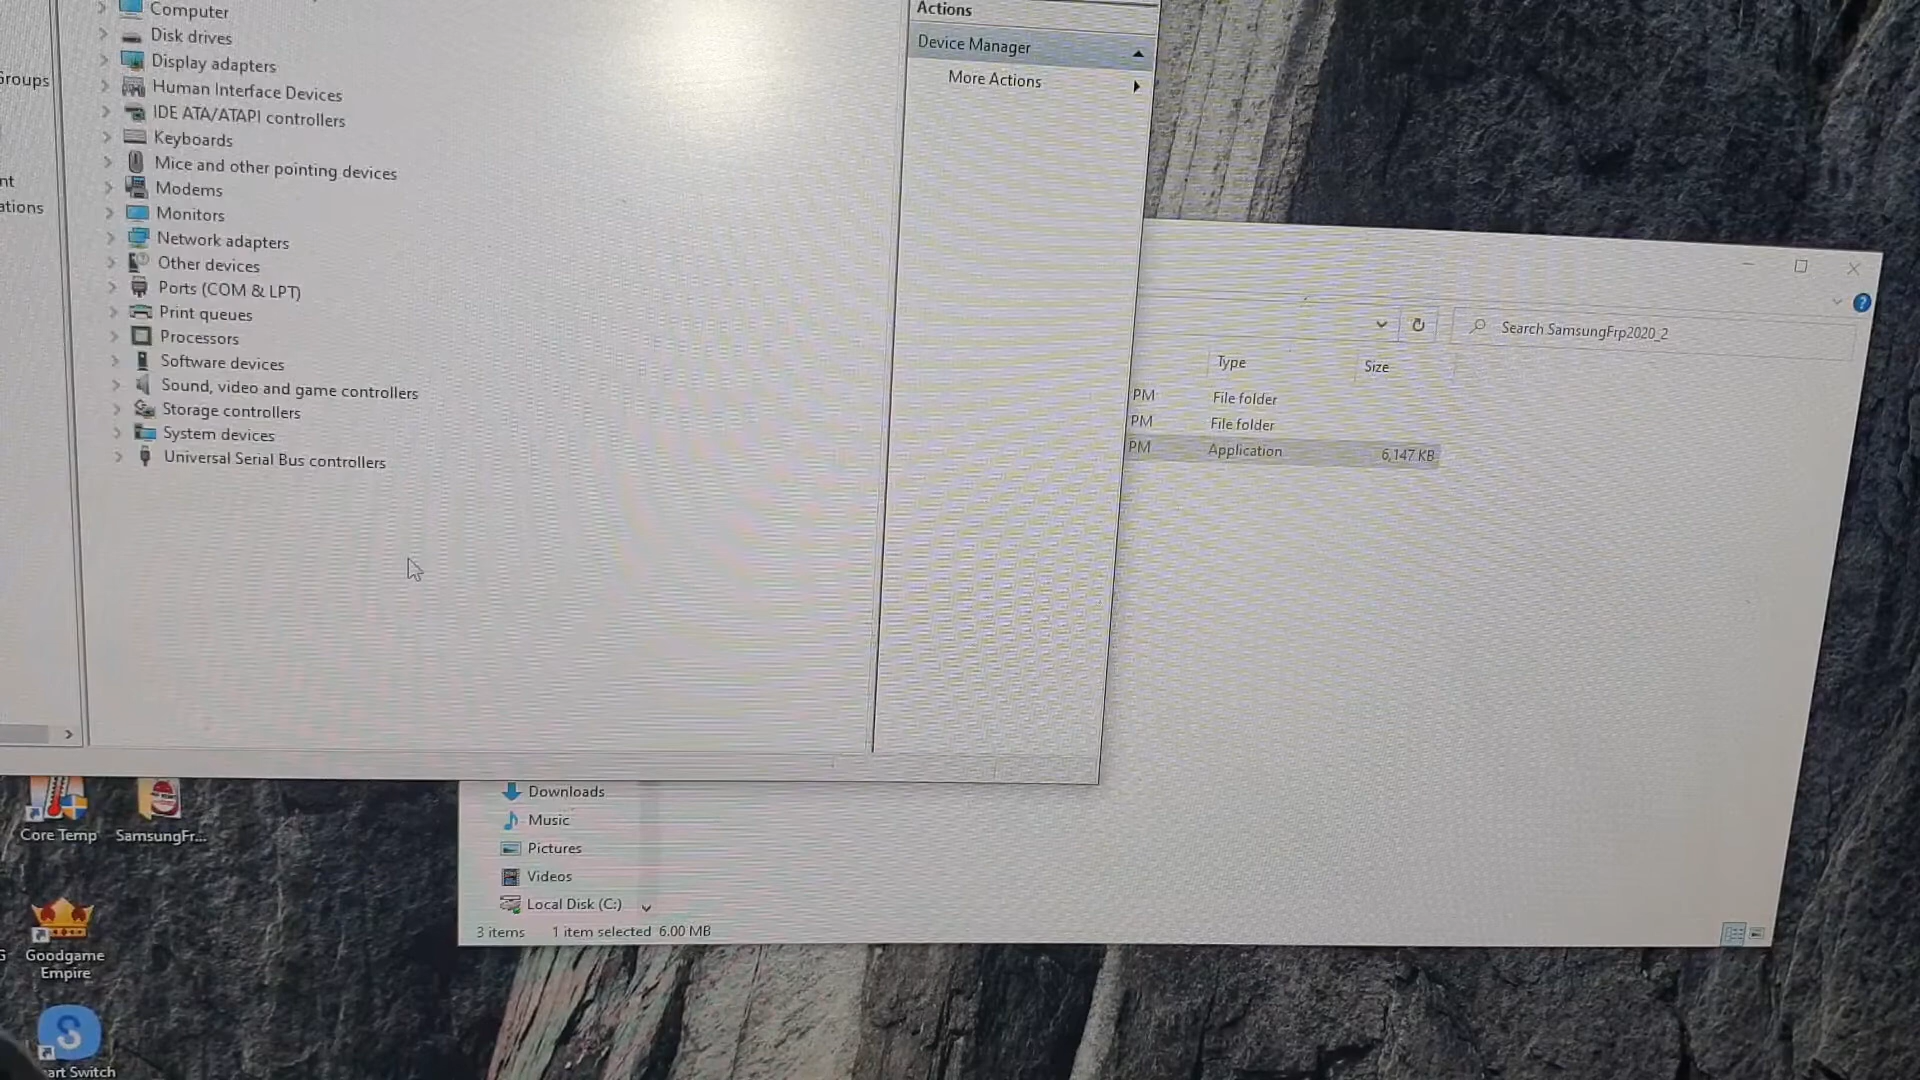 Groups
nt
ations
Computer
Disk drives
Display adapters
Human Interface Devices
IDE ATA/ATAPI controllers
Keyboards
Mice and other pointing devices
Modems
Monitors
Network adapters
Other devices
Ports (COM & LPT)
Print queues
Processors
Software devices
Sound, video and game controllers
Storage controllers
System devices
Universal Serial Bus controllers
Actions
Device Manager
More Actions
Search SamsungFrp2020_2
Type Size
PM File folder
PM File folder
PM Application 6,147 KB
Downloads
Music
Pictures
Videos
Local Disk (C:)
3 items 1 item selected 6.00 MB
Core Temp
SamsungFr...
Goodgame
Empire
art Switch